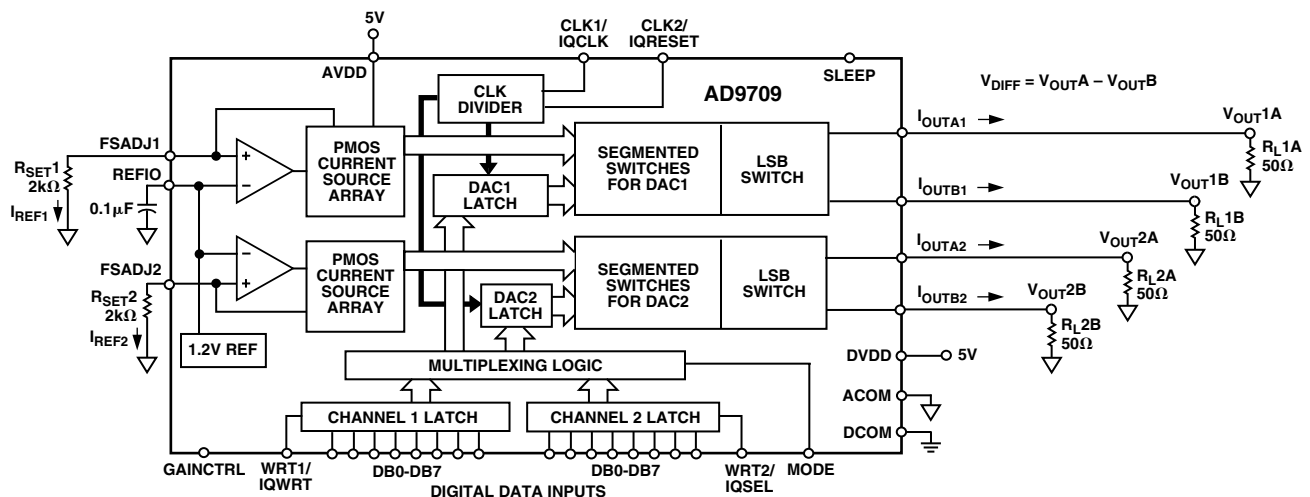 5V
CLK1/
IQCLK
CLK2/
IQRESET
AVDD
SLEEP
CLK
DIVIDER
AD9709
V_DIFF = V_OUTA – V_OUTB
FSADJ1
R_SET1
2kΩ
I_REF1
REFIO
0.1µF
PMOS
CURRENT
SOURCE
ARRAY
DAC1
LATCH
SEGMENTED
SWITCHES
FOR DAC1
LSB
SWITCH
I_OUTA1
V_OUT1A
R_L1A
50Ω
I_OUTB1
V_OUT1B
R_L1B
50Ω
FSADJ2
R_SET2
2kΩ
I_REF2
1.2V REF
PMOS
CURRENT
SOURCE
ARRAY
DAC2
LATCH
SEGMENTED
SWITCHES
FOR DAC2
LSB
SWITCH
I_OUTA2
V_OUT2A
R_L2A
50Ω
I_OUTB2
V_OUT2B
R_L2B
50Ω
MULTIPLEXING LOGIC
DVDD
5V
ACOM
DCOM
CHANNEL 1 LATCH
CHANNEL 2 LATCH
GAINCTRL
WRT1/
IQWRT
DB0-DB7
DB0-DB7
WRT2/
IQSEL
MODE
DIGITAL DATA INPUTS
+
–
–
+